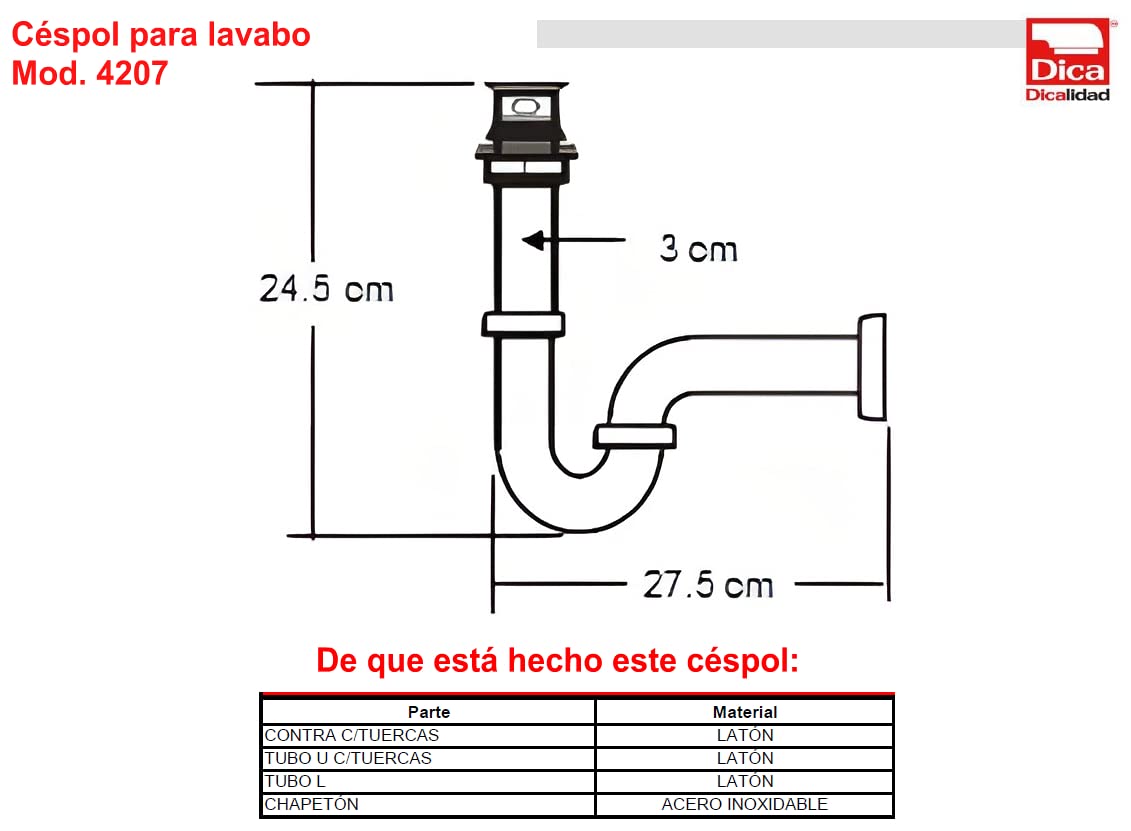 Céspol para lavabo
Mod. 4207
Dica
Dicalidad
3 cm
24.5 cm
27.5 cm
De que está hecho este céspol:
Parte Material
CONTRA C/TUERCAS LATÓN
TUBO U C/TUERCAS LATÓN
TUBO L LATÓN
CHAPETÓN ACERO INOXIDABLE